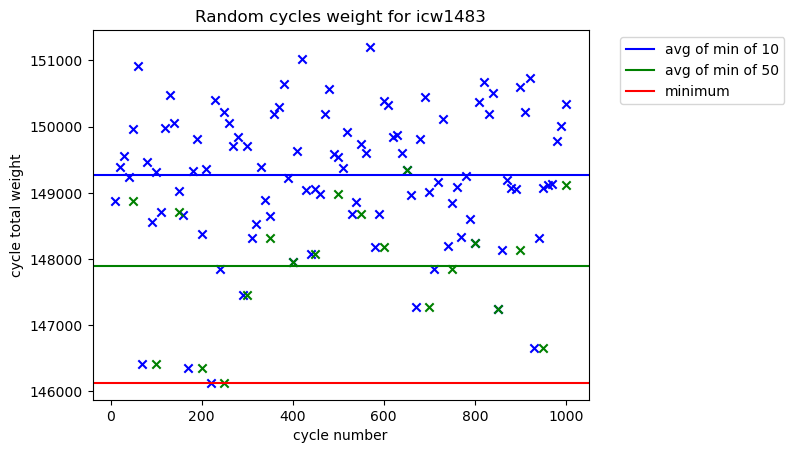 Random cycles weight for icw1483
cycle total weight
151000
150000
149000
148000
147000
146000
0 200 400 600 800 1000
cycle number
avg of min of 10
avg of min of 50
minimum